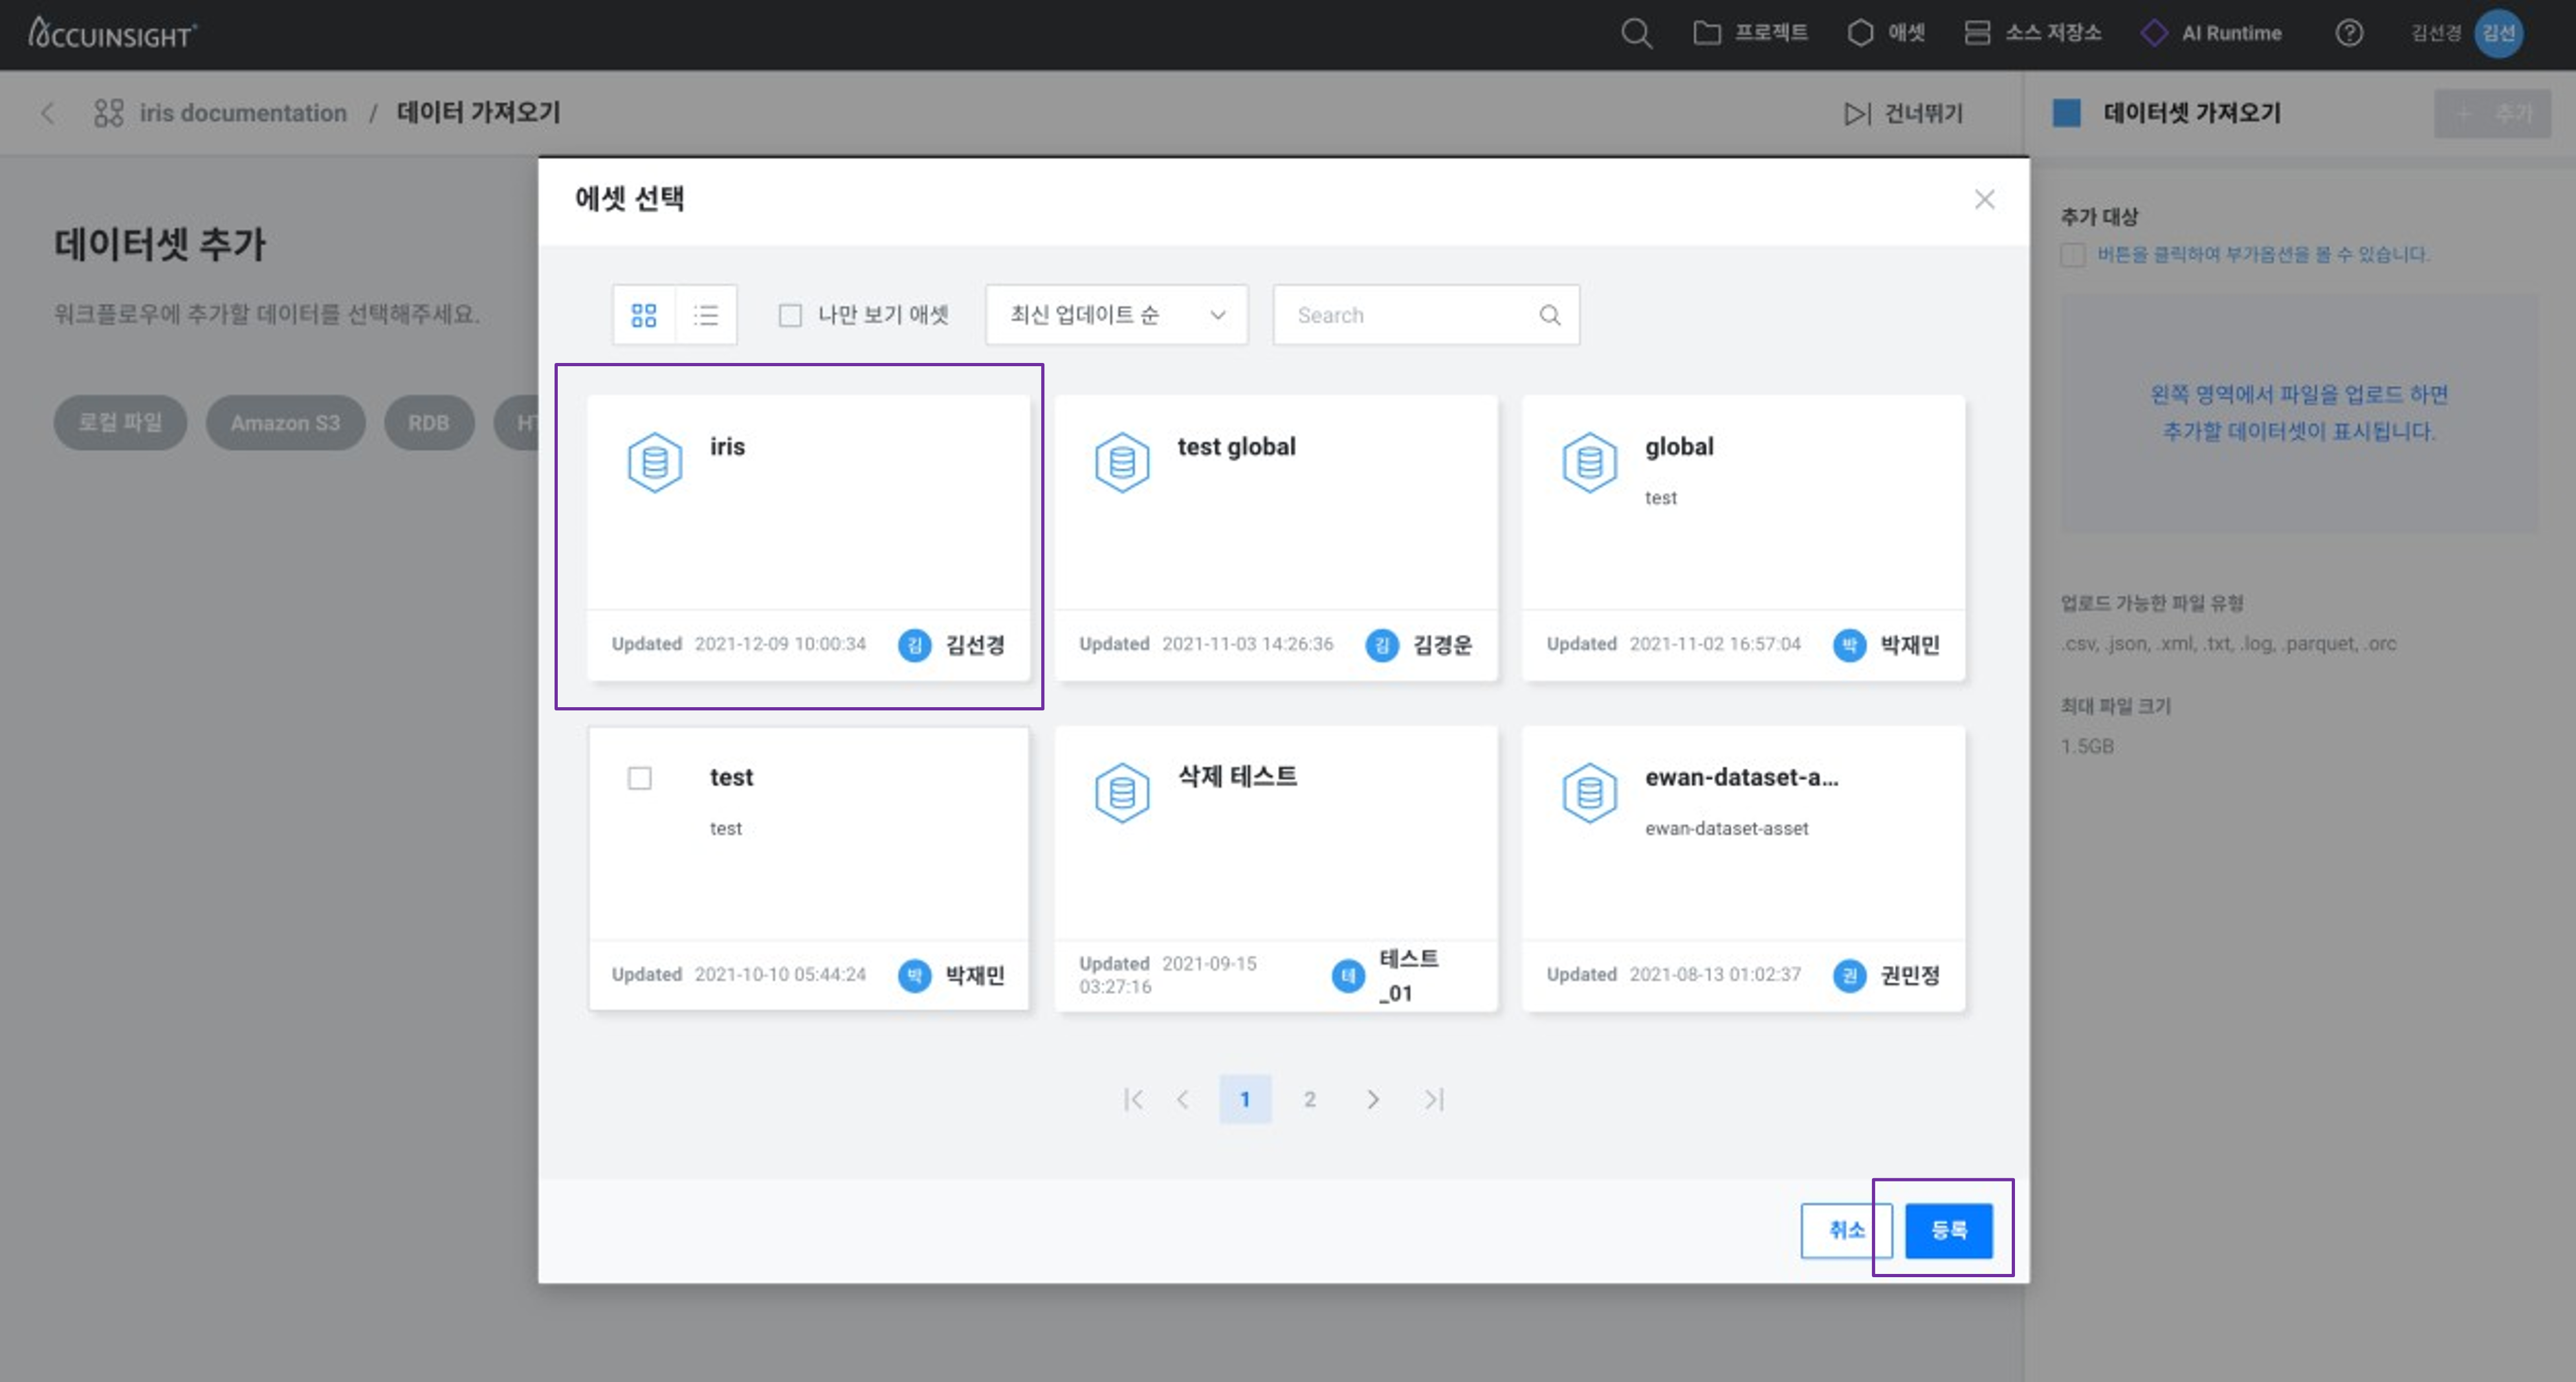 ACCUINSIGHT+
프로젝트
애셋
소스 저장소
AI Runtime
김선경
김선
iris documentation / 데이터 가져오기
건너뛰기
데이터셋 가져오기
+ 추가
데이터셋 추가
워크플로우에 추가할 데이터를 선택해주세요.
로컬 파일
Amazon S3
RDB
HT
에셋 선택
나만 보기 애셋
최신 업데이트 순
Search
iris
Updated 2021-12-09 10:00:34
김
김선경
test global
Updated 2021-11-03 14:26:36
김
김경운
global
test
Updated 2021-11-02 16:57:04
박
박재민
test
test
Updated 2021-10-10 05:44:24
박
박재민
삭제 테스트
Updated 2021-09-15
03:27:16
테
테스트
_01
ewan-dataset-a...
ewan-dataset-asset
Updated 2021-08-13 01:02:37
권
권민정
1
2
취소
등록
추가 대상
버튼을 클릭하여 부가옵션을 볼 수 있습니다.
왼쪽 영역에서 파일을 업로드 하면
추가할 데이터셋이 표시됩니다.
업로드 가능한 파일 유형
.csv, .json, .xml, .txt, .log, .parquet, .orc
최대 파일 크기
1.5GB